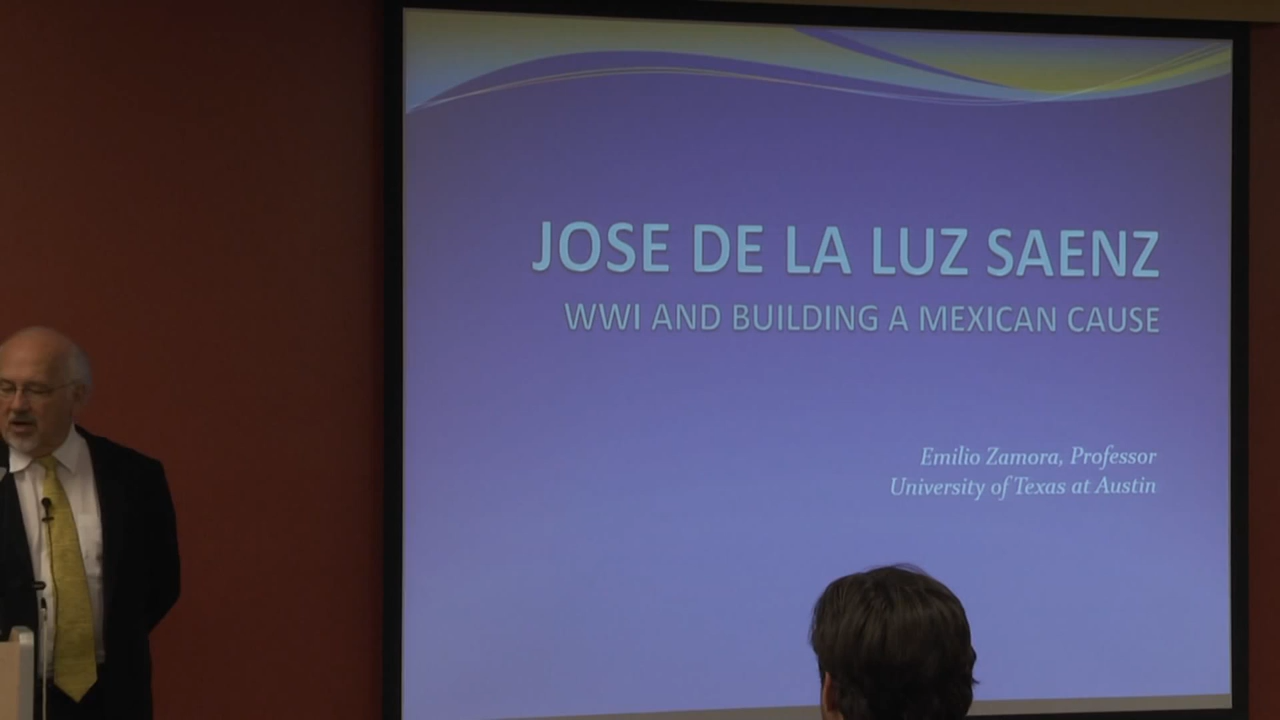 JOSE DE LA LUZ SAENZ
WWI AND BUILDING A MEXICAN CAUSE
Emilio Zamora, Professor
University of Texas at Austin